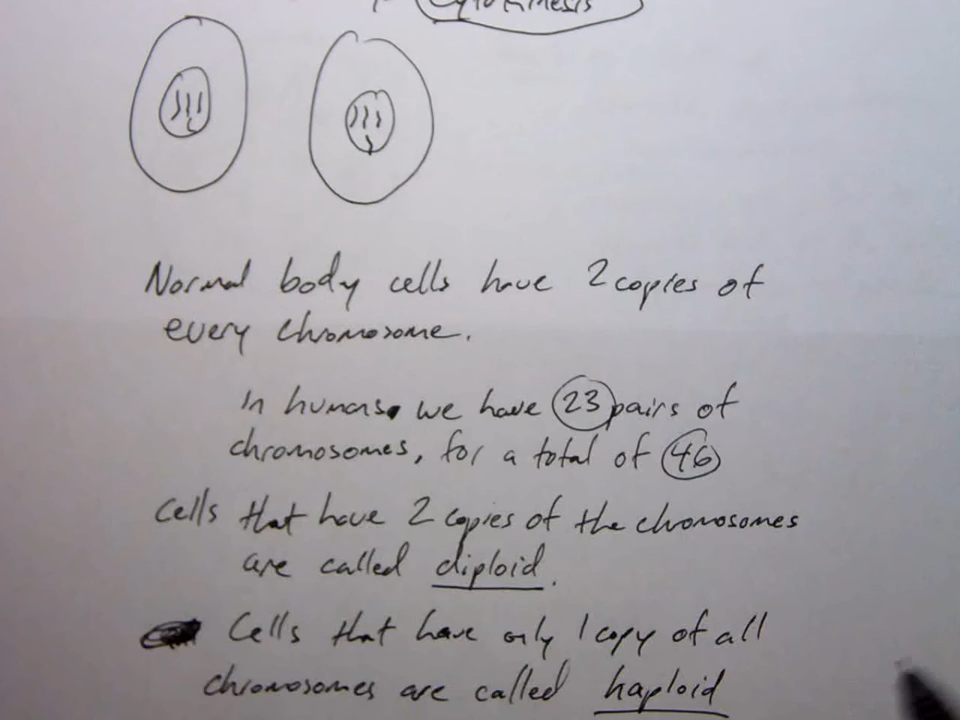 Cytokinesis
Normal body cells have 2 copies of
every chromosome.
In humans we have 23 pairs of
chromosomes, for a total of 46
Cells that have 2 copies of the chromosomes
are called diploid.
Cells that have only 1 copy of all
chromosomes are called haploid